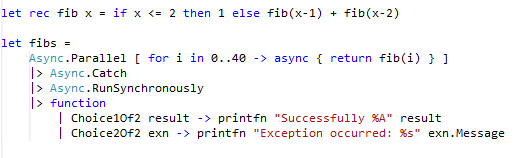 let rec fib x = if x <= 2 then 1 else fib(x-1) + fib(x-2)
let fibs =
    Async.Parallel [ for i in 0..40 -> async { return fib(i) } ]
    |> Async.Catch
    |> Async.RunSynchronously
    |> function
        | Choice1Of2 result -> printfn "Successfully %A" result
        | Choice2Of2 exn -> printfn "Exception occurred: %s" exn.Message